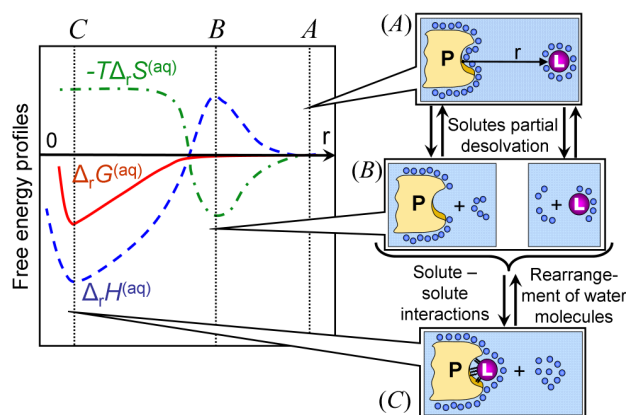 C
B
A
-TΔᵣS⁽ᵃq⁾
0
r
ΔᵣG⁽ᵃq⁾
ΔᵣH⁽ᵃq⁾
Free energy profiles
(A)
P
r
L
Solutes partial
desolvation
(B)
P
+
+
L
Solute –
solute
interactions
Rearrange-
ment of water
molecules
P
L
+
(C)